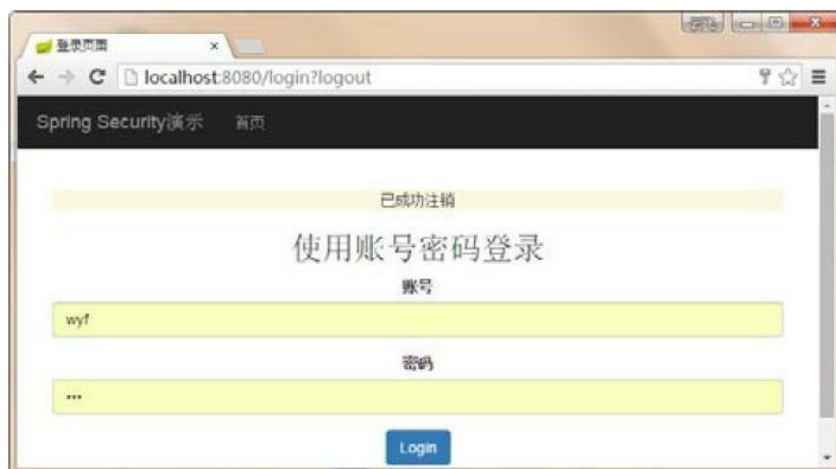 登录页面
localhost:8080/login?logout
Spring Security演示 首页
已成功注销
使用账号密码登录
账号
wyf
密码
•••
Login